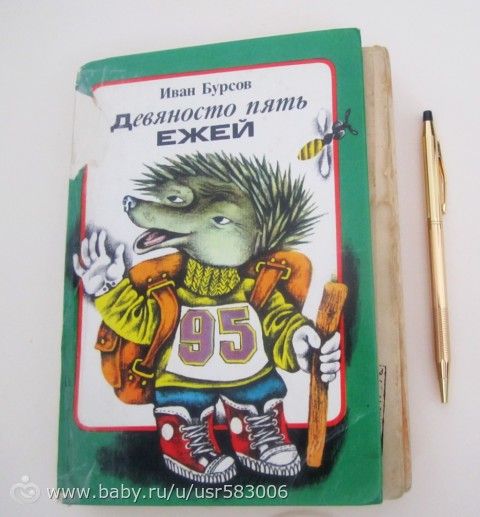 Иван Бурсов
Девяносто пять
ЕЖЕЙ
95
www.baby.ru/u/usr583006